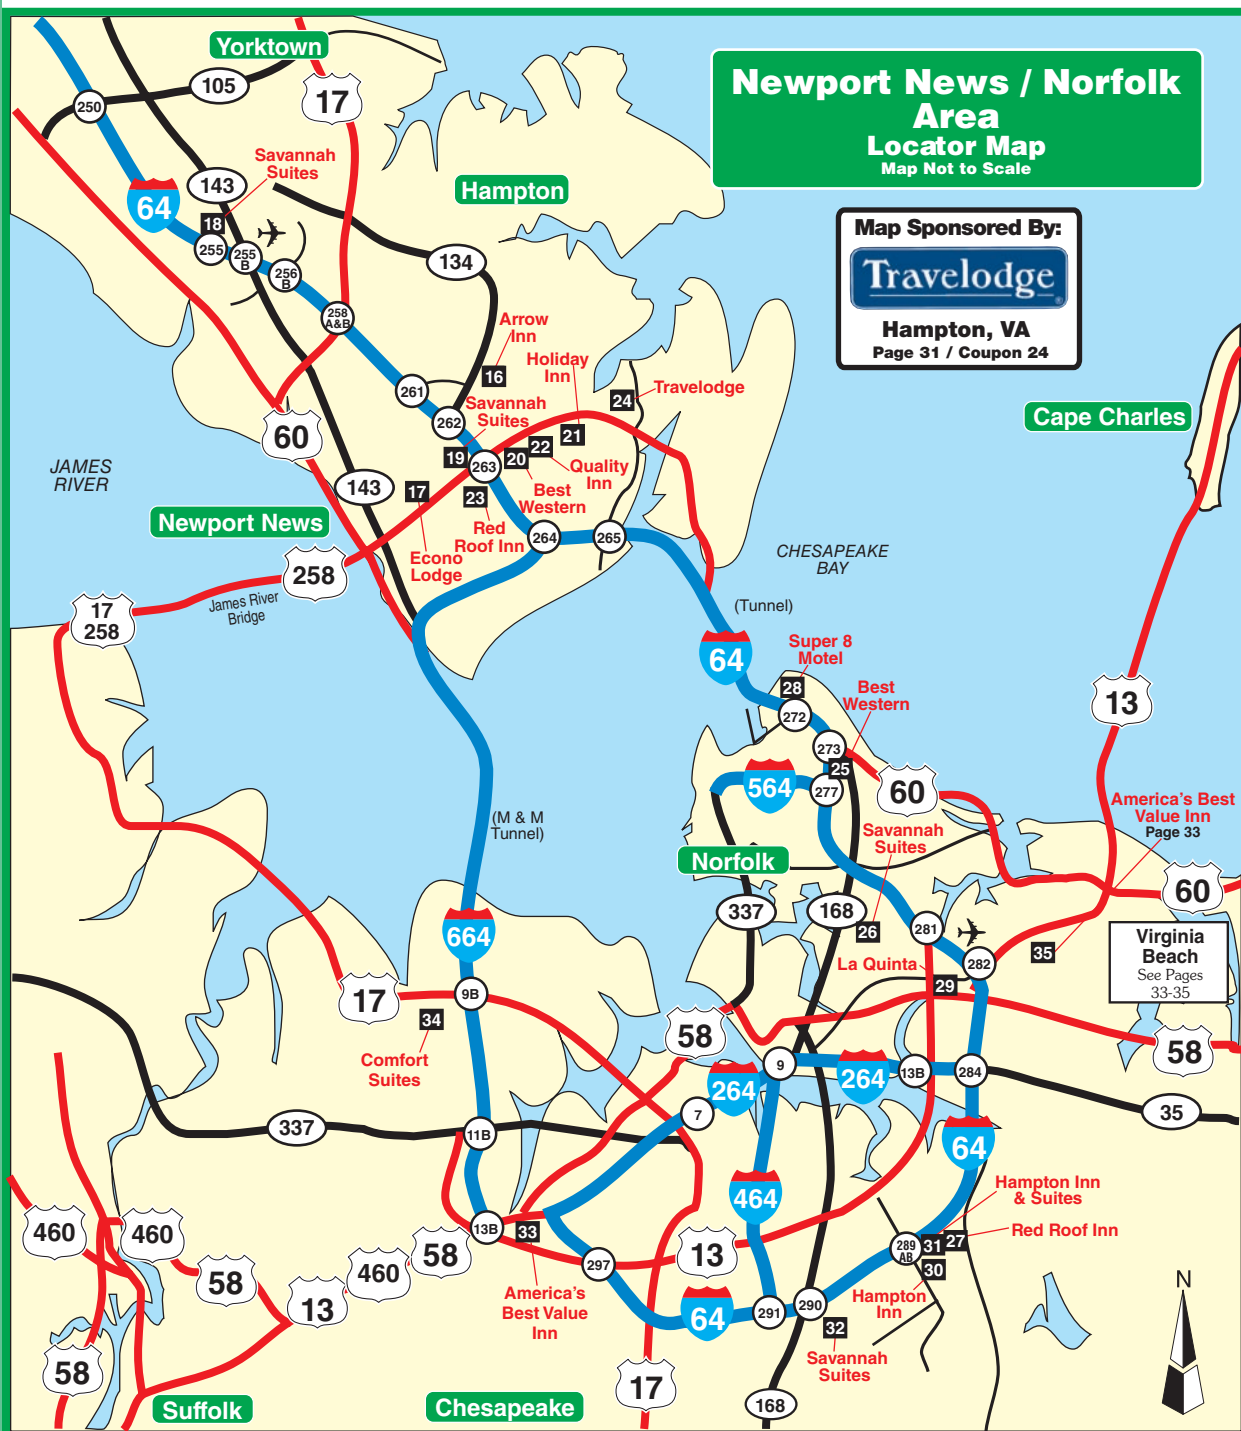 Newport News / Norfolk
Area
Locator Map
Map Not to Scale
Map Sponsored By:
Travelodge
®
Hampton, VA
Page 31 / Coupon 24
Yorktown
105
250
17
143
Savannah
Suites
64
18
255
255
B
256
B
Hampton
134
258
A&B
Arrow
Inn
16
Holiday
Inn
24
Travelodge
261
262
Savannah
Suites
60
19
263
20
22
21
Quality
Inn
Best
Western
17
23
Red
Roof Inn
143
JAMES
RIVER
Newport News
Econo
Lodge
264
265
258
James River
Bridge
17
258
Cape Charles
CHESAPEAKE
BAY
(Tunnel)
64
Super 8
Motel
28
272
Best
Western
273
25
277
564
60
13
America's Best
Value Inn
Page 33
(M & M
Tunnel)
Savannah
Suites
Norfolk
337
168
26
281
60
282
35
Virginia
Beach
See Pages
33-35
La Quinta
29
664
9B
17
34
Comfort
Suites
58
58
9
264
264
13B
284
7
35
337
11B
64
464
Hampton Inn
& Suites
Red Roof Inn
460
460
58
13
460
58
13B
33
297
13
289
AB
31
27
30
Hampton
Inn
America's
Best Value
Inn
64
291
290
32
Savannah
Suites
58
17
168
Suffolk
Chesapeake
N